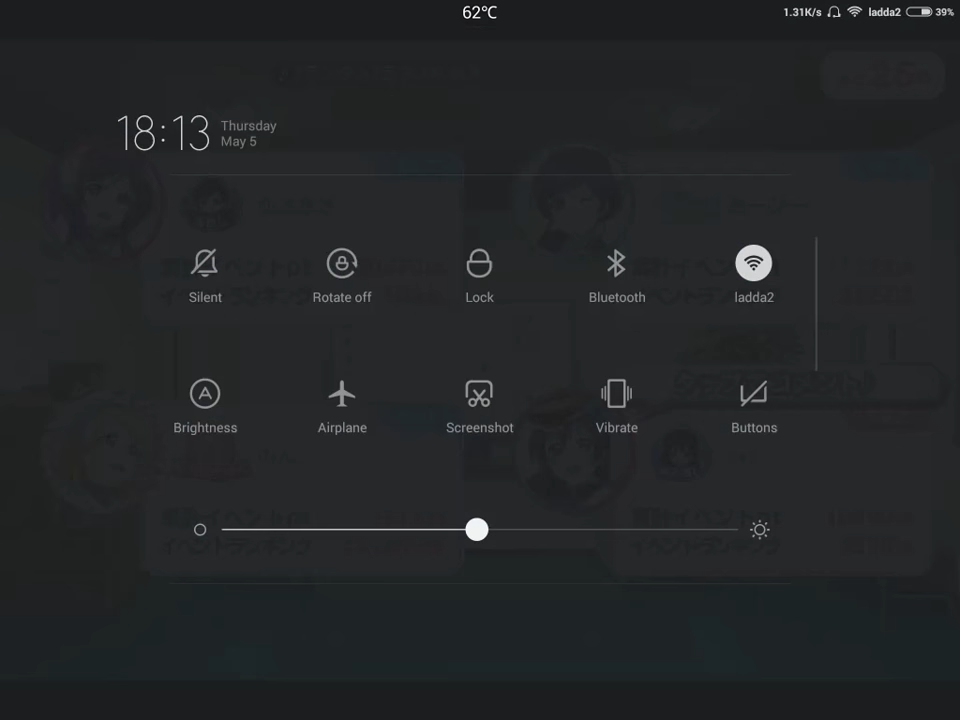 62℃
1.31K/s ladda2 39%
18:13 Thursday
May 5
Silent Rotate off Lock Bluetooth ladda2
Brightness Airplane Screenshot Vibrate Buttons